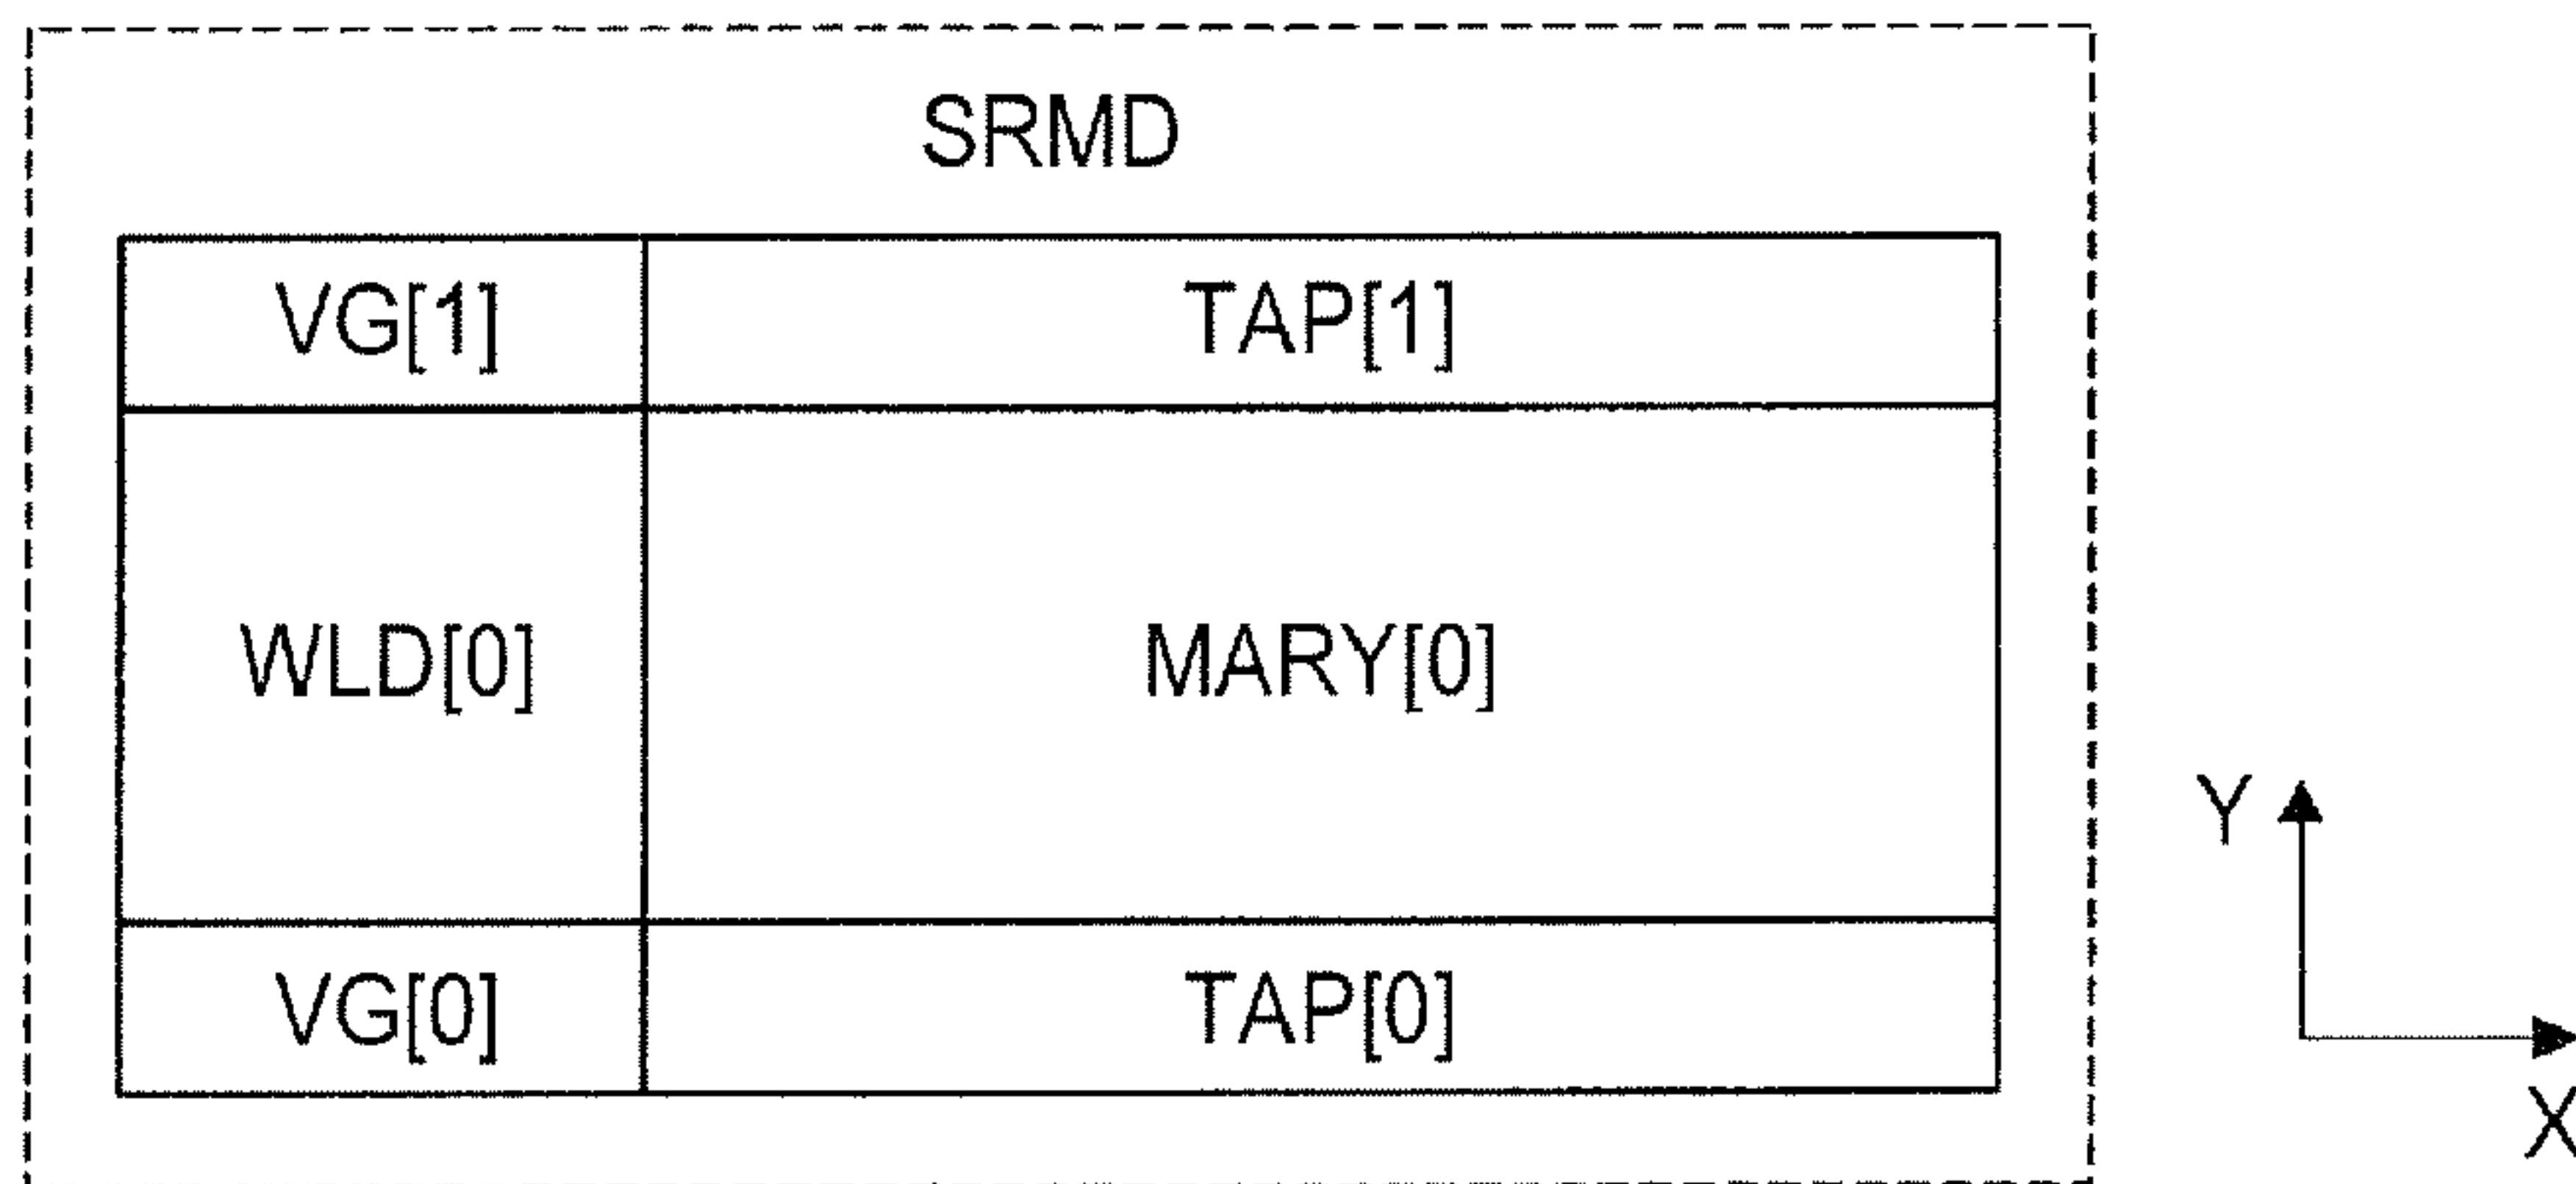 SRMD
VG[1] TAP[1]
WLD[0] MARY[0]
VG[0] TAP[0]
Y
X